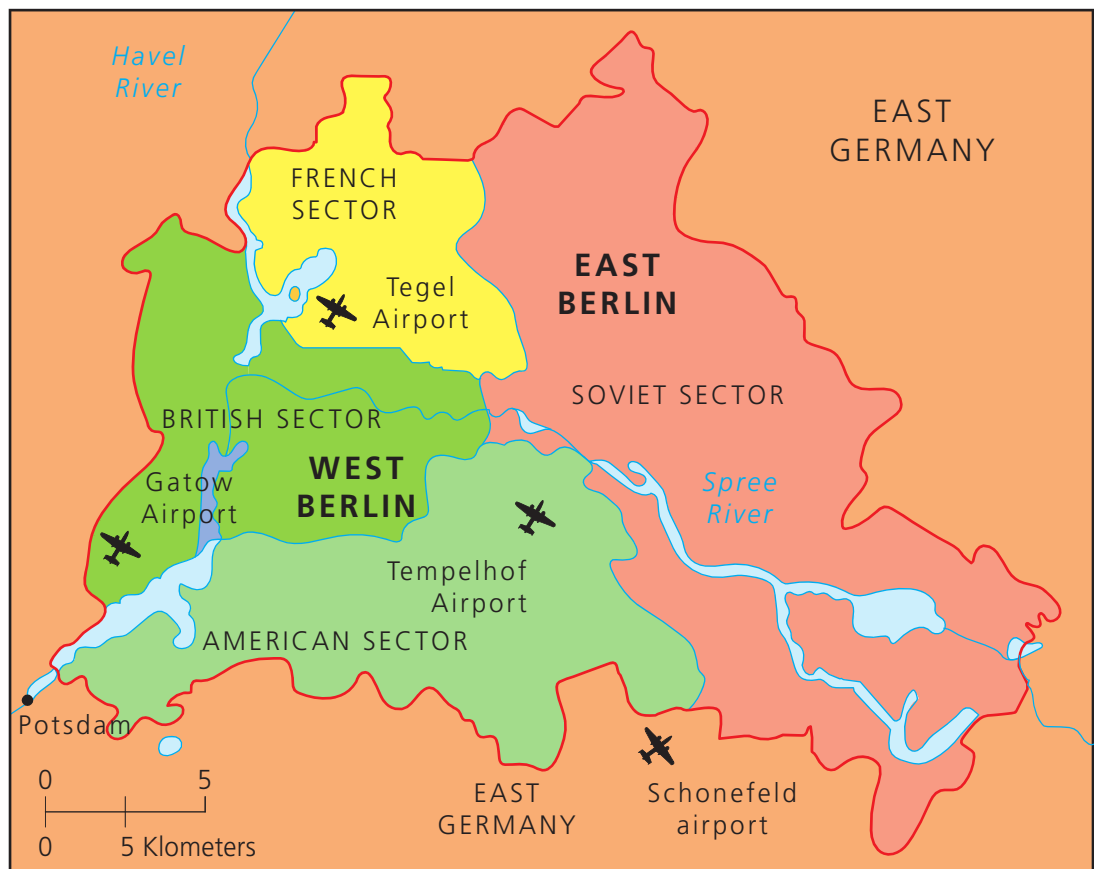 Havel
River
EAST
GERMANY
FRENCH
SECTOR
EAST
BERLIN
Tegel
Airport
SOVIET SECTOR
BRITISH SECTOR
WEST
BERLIN
Gatow
Airport
Spree
River
Tempelhof
Airport
AMERICAN SECTOR
Potsdam
0 5
0 5 Klometers
EAST
GERMANY
Schonefeld
airport